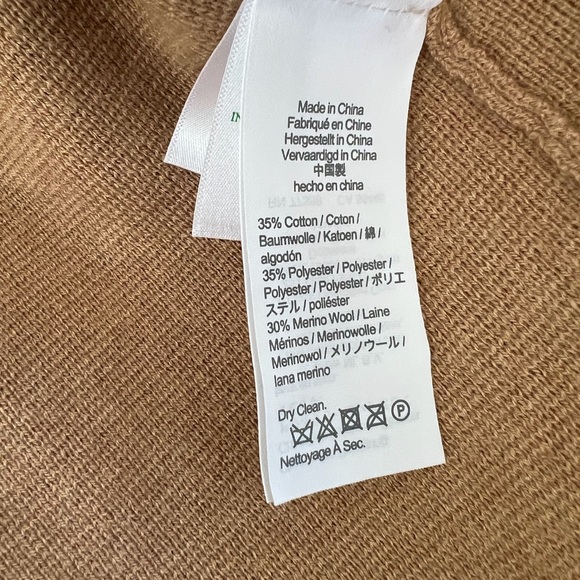 IN
Made in China
Fabriqué en Chine
Hergestellt in China
Vervaardigd in China
中国製
hecho en china
35% Cotton / Coton /
Baumwolle / Katoen / 綿 /
algodón
35% Polyester / Polyester /
Polyester / Polyester / ポリエ
ステル / poliéster
30% Merino Wool / Laine
Mérinos / Merinowolle /
Merinowol / メリノウール /
lana merino
Dry Clean.
P
Nettoyage À Sec.